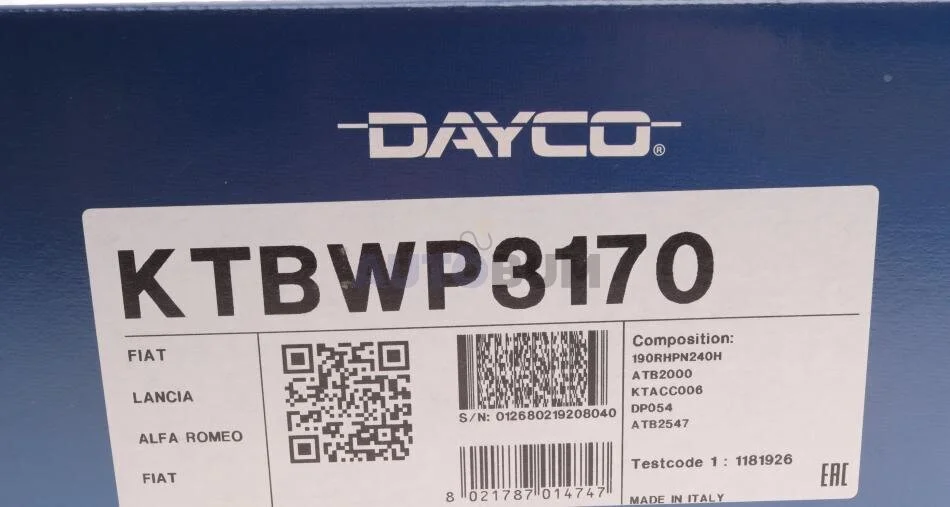 DAYCO®
KTBWP3170
AUTOBUM
FIAT
LANCIA
ALFA ROMEO
FIAT
S/N: 012680219208040
8 021787 014747
Composition:
190RHPN240H
ATB2000
KTACC006
DP054
ATB2547
Testcode 1 : 1181926
EAC
MADE IN ITALY